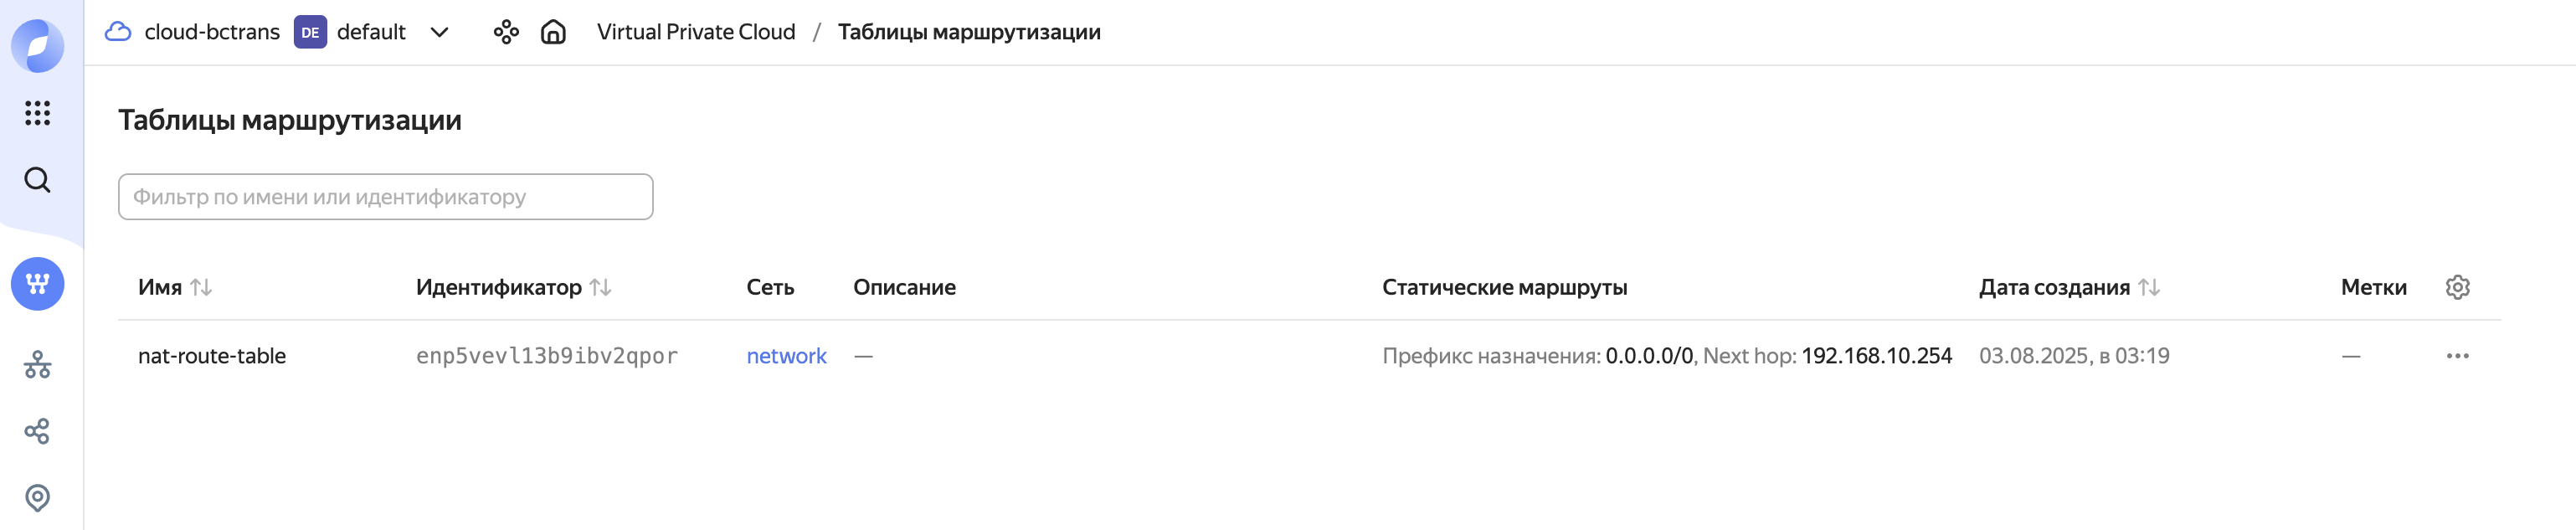 cloud-bctrans DE default Virtual Private Cloud / Таблицы маршрутизации
Таблицы маршрутизации
Фильтр по имени или идентификатору
Имя Идентификатор Сеть Описание Статические маршруты Дата создания Метки
nat-route-table enp5vevl13b9ibv2qpor network — Префикс назначения: 0.0.0.0/0, Next hop: 192.168.10.254 03.08.2025, в 03:19 —